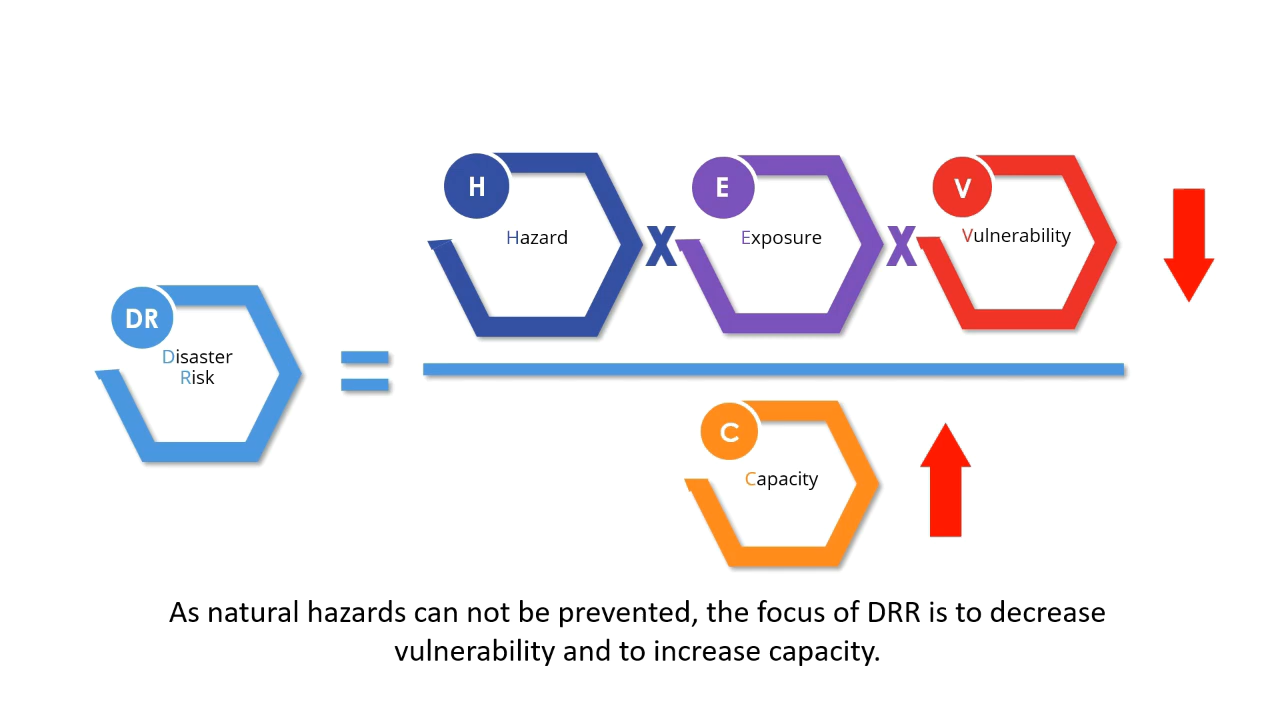 H
Hazard
X
E
Exposure
X
V
Vulnerability
DR
Disaster
Risk
=
C
Capacity
As natural hazards can not be prevented, the focus of DRR is to decrease
vulnerability and to increase capacity.